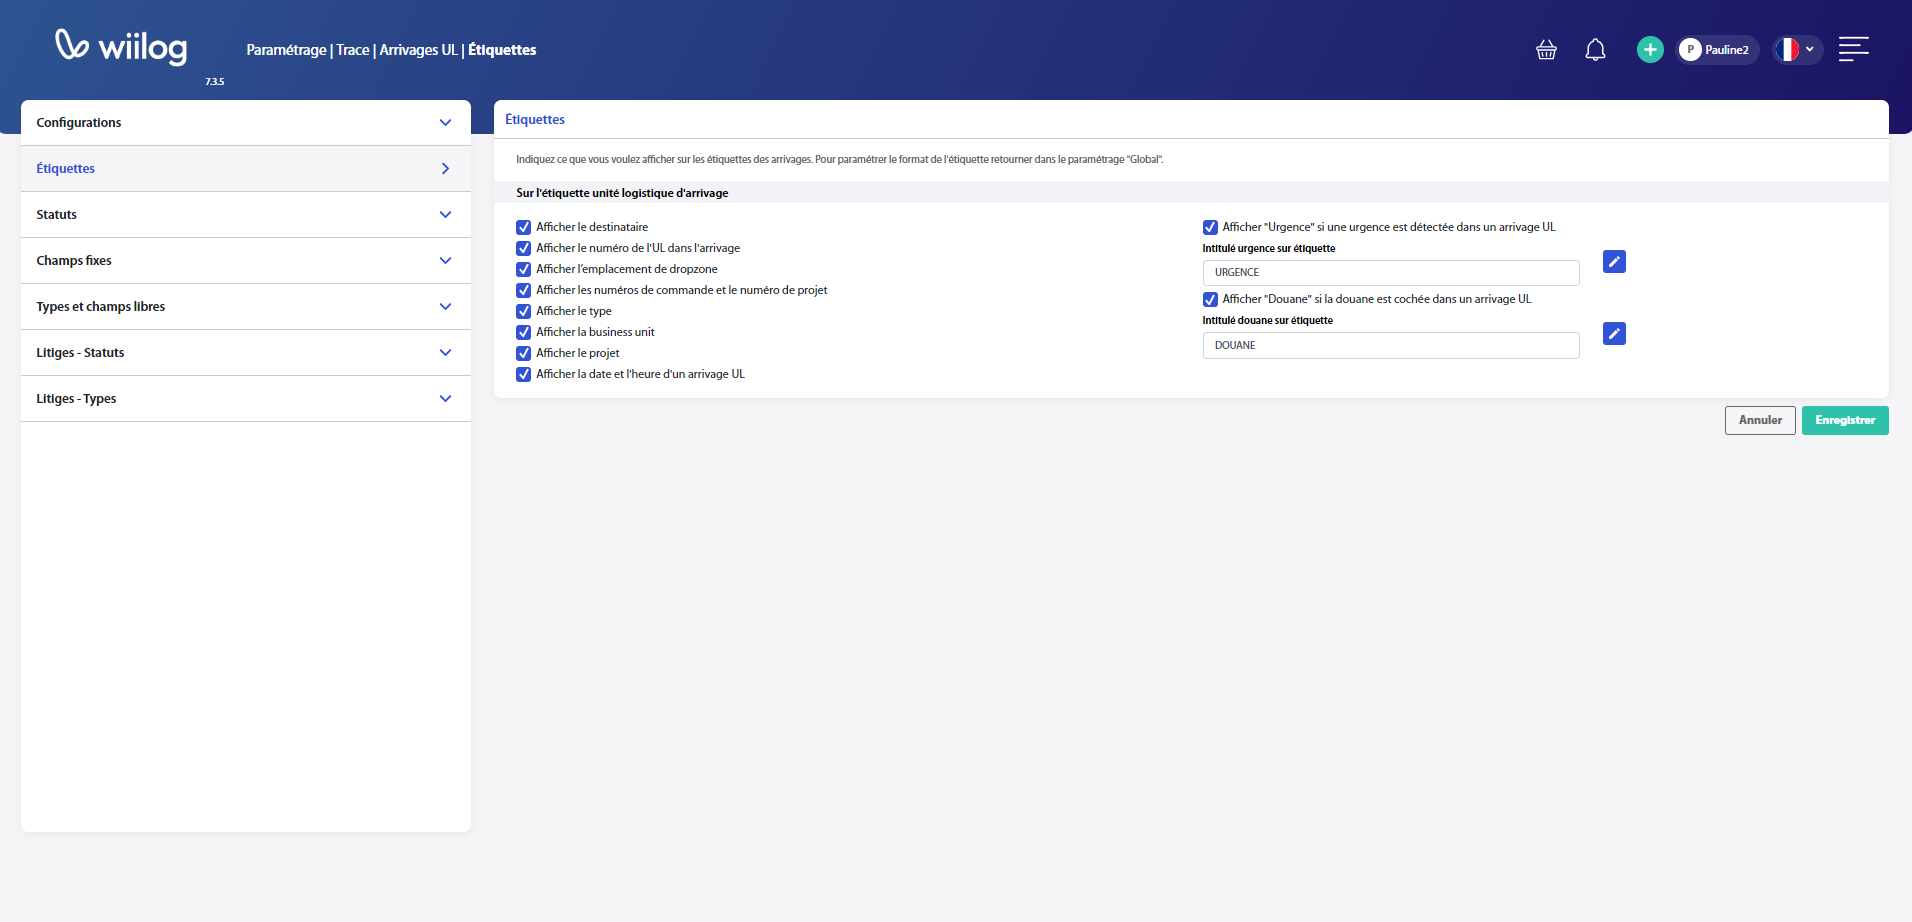 wiilog
7.3.5
Paramétrage | Trace | Arrivages UL | Étiquettes
P Pauline2
Configurations
Étiquettes
Statuts
Champs fixes
Types et champs libres
Litiges - Statuts
Litiges - Types
Étiquettes
Indiquez ce que vous voulez afficher sur les étiquettes des arrivages. Pour paramétrer le format de l'étiquette retourner dans le paramétrage "Global".
Sur l'étiquette unité logistique d'arrivage
Afficher le destinataire
Afficher le numéro de l'UL dans l'arrivage
Afficher l’emplacement de dropzone
Afficher les numéros de commande et le numéro de projet
Afficher le type
Afficher la business unit
Afficher le projet
Afficher la date et l'heure d'un arrivage UL
Afficher "Urgence" si une urgence est détectée dans un arrivage UL
Intitulé urgence sur étiquette
URGENCE
Afficher "Douane" si la douane est cochée dans un arrivage UL
Intitulé douane sur étiquette
DOUANE
Annuler
Enregistrer